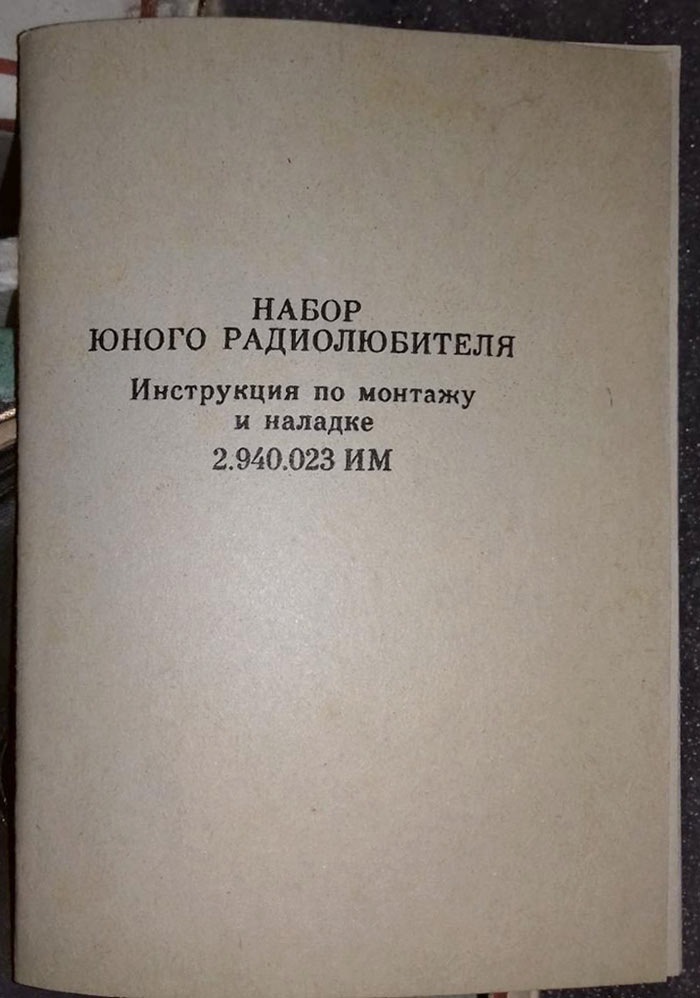 НАБОР
ЮНОГО РАДИОЛЮБИТЕЛЯ
Инструкция по монтажу
и наладке
2.940.023 ИМ